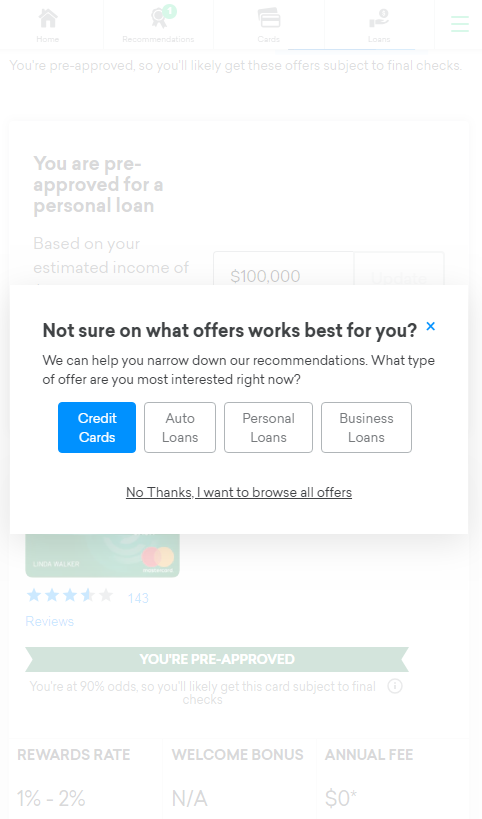 1
Home
Recommendations
Cards
Loans
You're pre-approved, so you'll likely get these offers subject to final checks.
You are pre-
approved for a
personal loan
Based on your
estimated income of
$100,000
Update
Not sure on what offers works best for you?
×
We can help you narrow down our recommendations. What type
of offer are you most interested right now?
Credit
Cards
Auto
Loans
Personal
Loans
Business
Loans
No Thanks, I want to browse all offers
LINDA WALKER
mastercard
143
Reviews
YOU'RE PRE-APPROVED
You're at 90% odds, so you'll likely get this card subject to final
checks
REWARDS RATE
WELCOME BONUS
ANNUAL FEE
1% - 2%
N/A
$0*